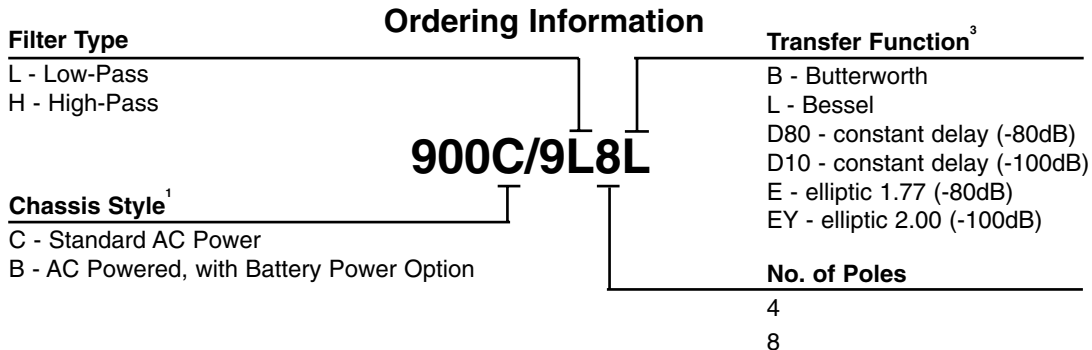 Ordering Information
Filter Type
L - Low-Pass
H - High-Pass
Transfer Function³
B - Butterworth
L - Bessel
D80 - constant delay (-80dB)
D10 - constant delay (-100dB)
E - elliptic 1.77 (-80dB)
EY - elliptic 2.00 (-100dB)
900C/9L8L
Chassis Style¹
C - Standard AC Power
B - AC Powered, with Battery Power Option
No. of Poles
4
8